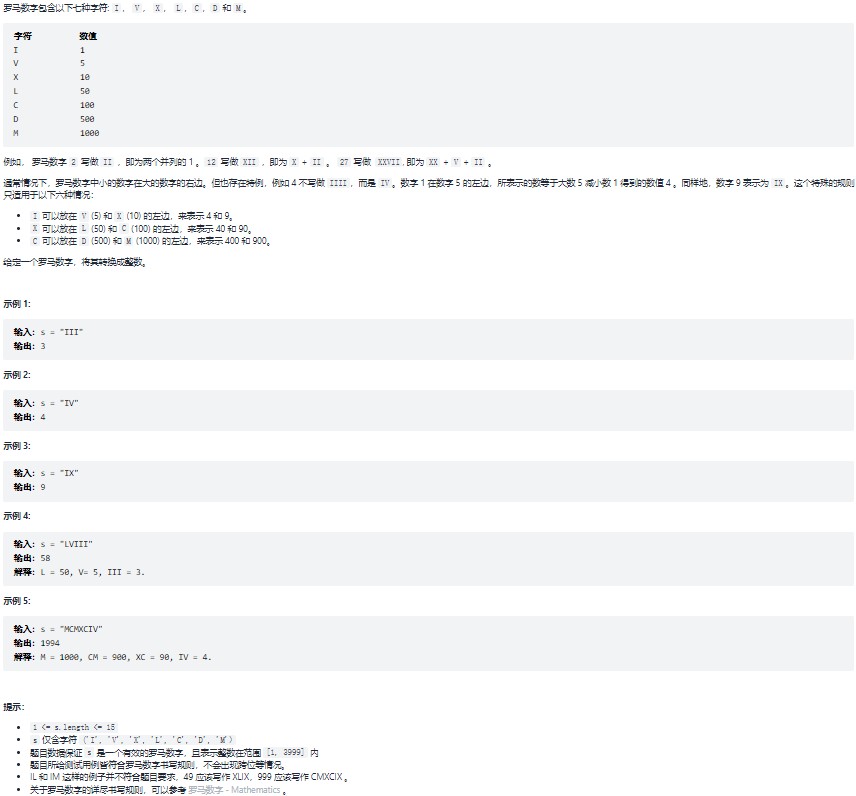 罗马数字包含以下七种字符: I， V， X， L，C，D 和 M。
字符 数值
I 1
V 5
X 10
L 50
C 100
D 500
M 1000
例如， 罗马数字 2 写做 II ，即为两个并列的 1 。12 写做 XII ，即为 X + II 。 27 写做 XXVII, 即为 XX + V + II 。
通常情况下，罗马数字中小的数字在大的数字的右边。但也存在特例，例如 4 不写做 IIII，而是 IV。数字 1 在数字 5 的左边，所表示的数等于大数 5 减小数 1 得到的数值 4 。同样地，数字 9 表示为 IX。这个特殊的规则
只适用于以下六种情况：
• I 可以放在 V (5) 和 X (10) 的左边，来表示 4 和 9。
• X 可以放在 L (50) 和 C (100) 的左边，来表示 40 和 90。
• C 可以放在 D (500) 和 M (1000) 的左边，来表示 400 和 900。
给定一个罗马数字，将其转换成整数。
示例 1:
输入: s = "III"
输出: 3
示例 2:
输入: s = "IV"
输出: 4
示例 3:
输入: s = "IX"
输出: 9
示例 4:
输入: s = "LVIII"
输出: 58
解释: L = 50, V= 5, III = 3.
示例 5:
输入: s = "MCMXCIV"
输出: 1994
解释: M = 1000, CM = 900, XC = 90, IV = 4.
提示：
• 1 <= s.length <= 15
• s 仅含字符 ('I', 'V', 'X', 'L', 'C', 'D', 'M')
• 题目数据保证 s 是一个有效的罗马数字，且表示整数在范围 [1, 3999] 内
• 题目所给测试用例皆符合罗马数字书写规则，不会出现跨位等情况。
• IL 和 IM 这样的例子并不符合题目要求，49 应该写作 XLIX，999 应该写作 CMXCIX 。
• 关于罗马数字的详尽书写规则，可以参考 罗马数字 - Mathematics 。